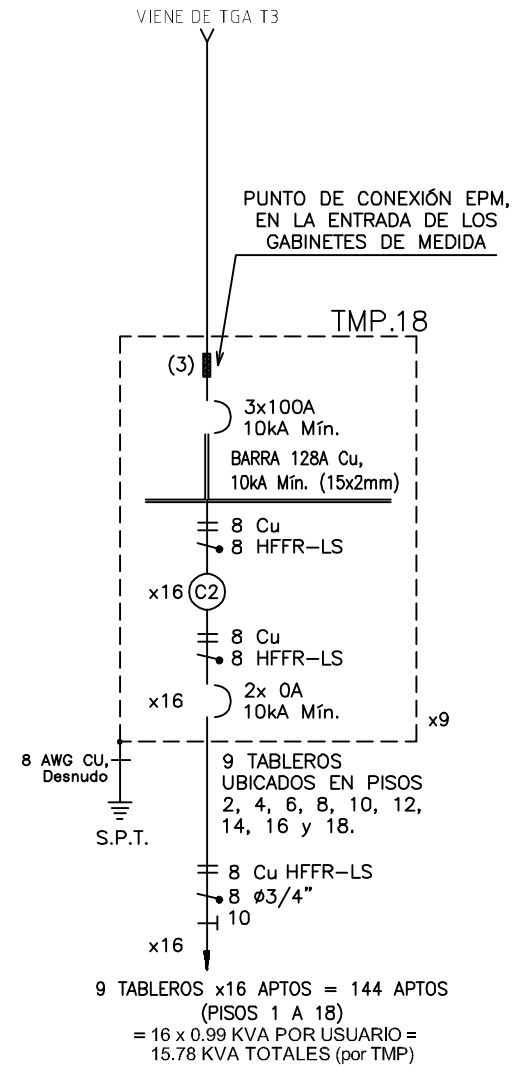 VIENE DE TGA T3
PUNTO DE CONEXIÓN EPM,
EN LA ENTRADA DE LOS
GABINETES DE MEDIDA
TMP.18
(3)
3x100A
10kA Mín.
BARRA 128A Cu,
10kA Mín. (15x2mm)
8 Cu
8 HFFR-LS
x16 C2
8 Cu
8 HFFR-LS
x16
2x 0A
10kA Mín.
x9
8 AWG CU,
Desnudo
S.P.T.
9 TABLEROS
UBICADOS EN PISOS
2, 4, 6, 8, 10, 12,
14, 16 y 18.
8 Cu HFFR-LS
8 ø3/4"
10
x16
9 TABLEROS x16 APTOS = 144 APTOS
(PISOS 1 A 18)
= 16 x 0.99 KVA POR USUARIO =
15.78 KVA TOTALES (por TMP)